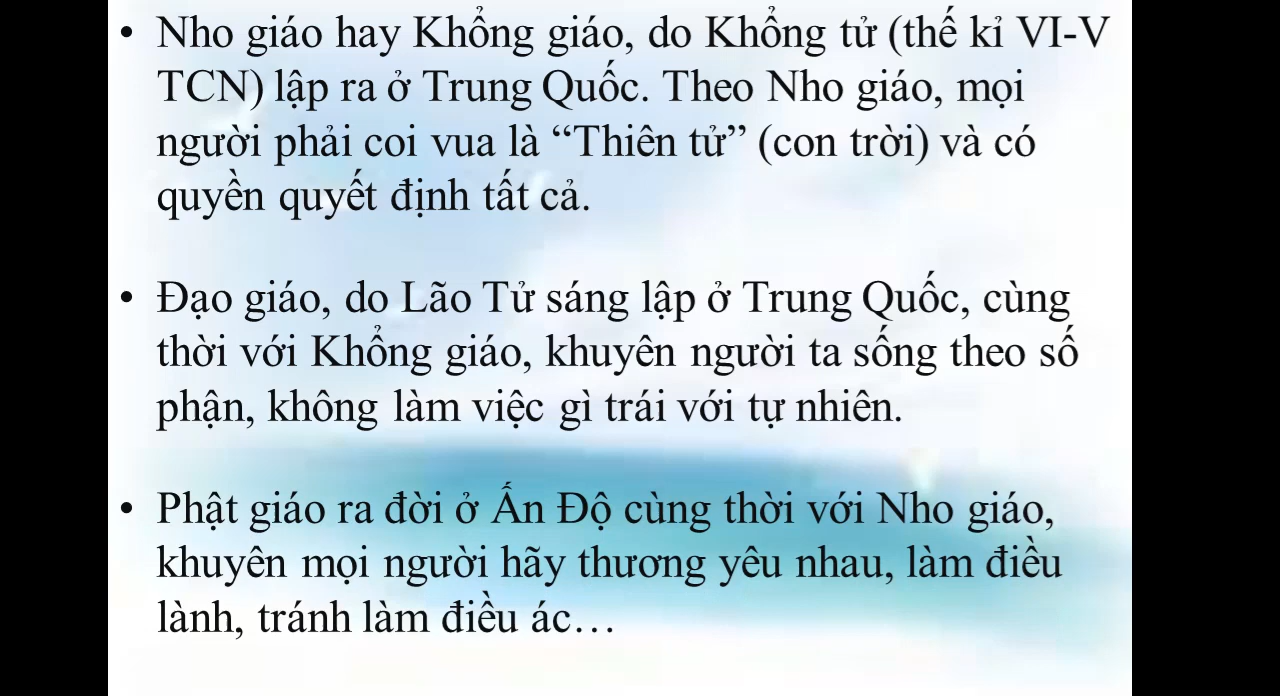 • Nho giáo hay Khổng giáo, do Khổng tử (thế kỉ VI-V
TCN) lập ra ở Trung Quốc. Theo Nho giáo, mọi
người phải coi vua là “Thiên tử” (con trời) và có
quyền quyết định tất cả.
• Đạo giáo, do Lão Tử sáng lập ở Trung Quốc, cùng
thời với Khổng giáo, khuyên người ta sống theo số
phận, không làm việc gì trái với tự nhiên.
• Phật giáo ra đời ở Ấn Độ cùng thời với Nho giáo,
khuyên mọi người hãy thương yêu nhau, làm điều
lành, tránh làm điều ác…